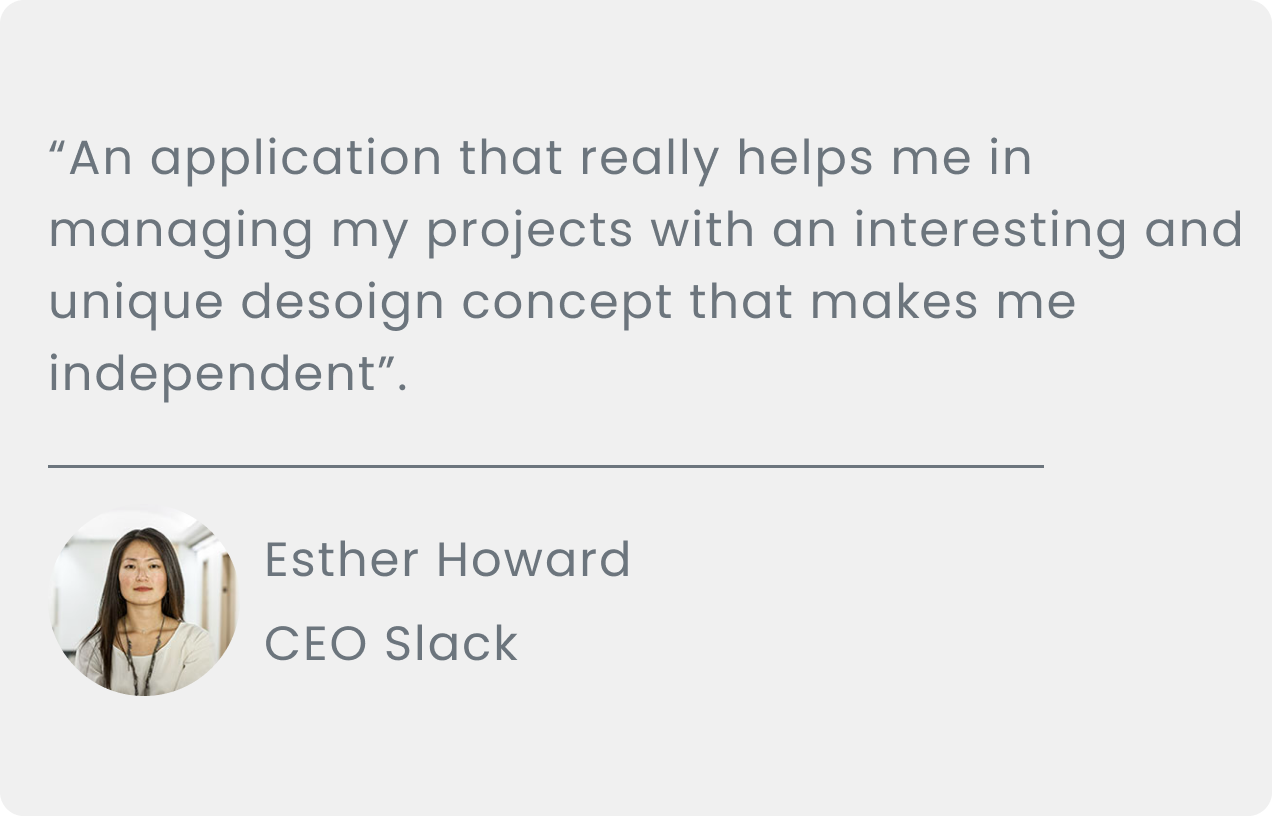 “An application that really helps me in
managing my projects with an interesting and
unique desoign concept that makes me
independent”.
Esther Howard
CEO Slack